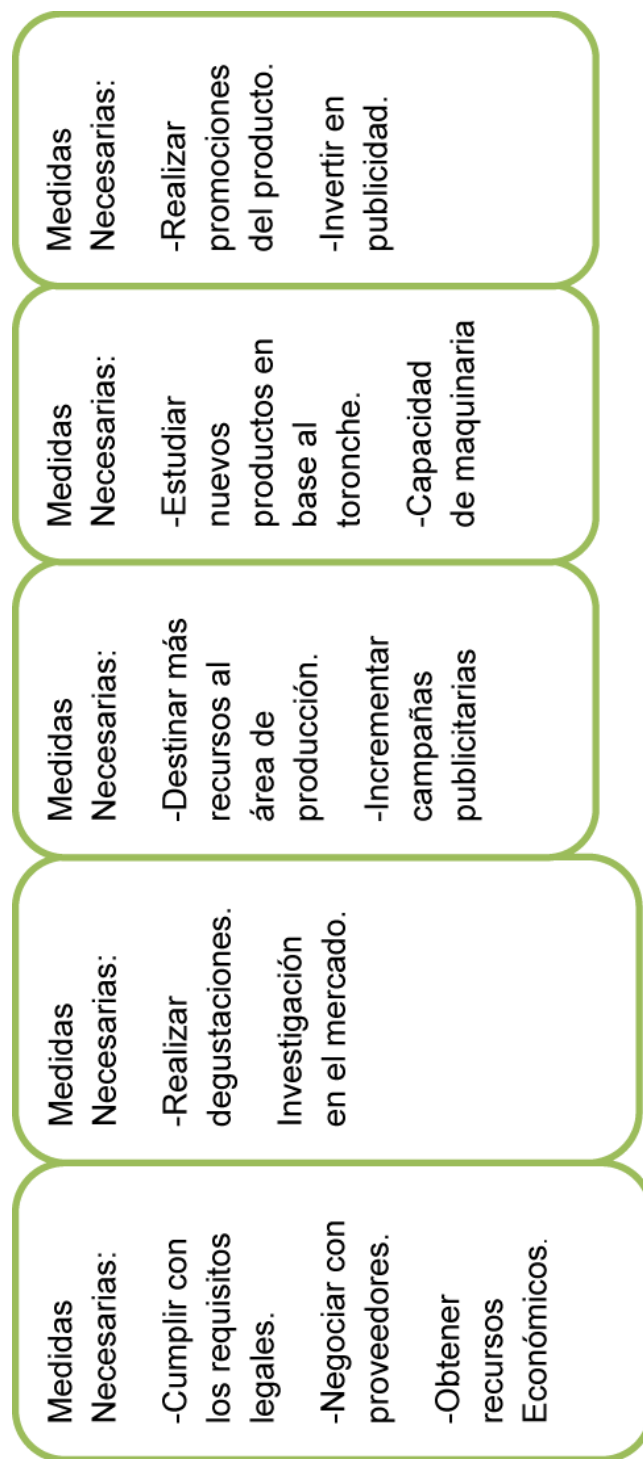 Medidas
Necesarias:
-Cumplir con
los requisitos
legales.
-Negociar con
proveedores.
-Obtener
recursos
Económicos.
Medidas
Necesarias:
-Realizar
degustaciones.
Investigación
en el mercado.
Medidas
Necesarias:
-Destinar más
recursos al
área de
producción.
-Incrementar
campañas
publicitarias
Medidas
Necesarias:
-Estudiar
nuevos
productos en
base al
toronche.
-Capacidad
de maquinaria
Medidas
Necesarias:
-Realizar
promociones
del producto.
-Invertir en
publicidad.